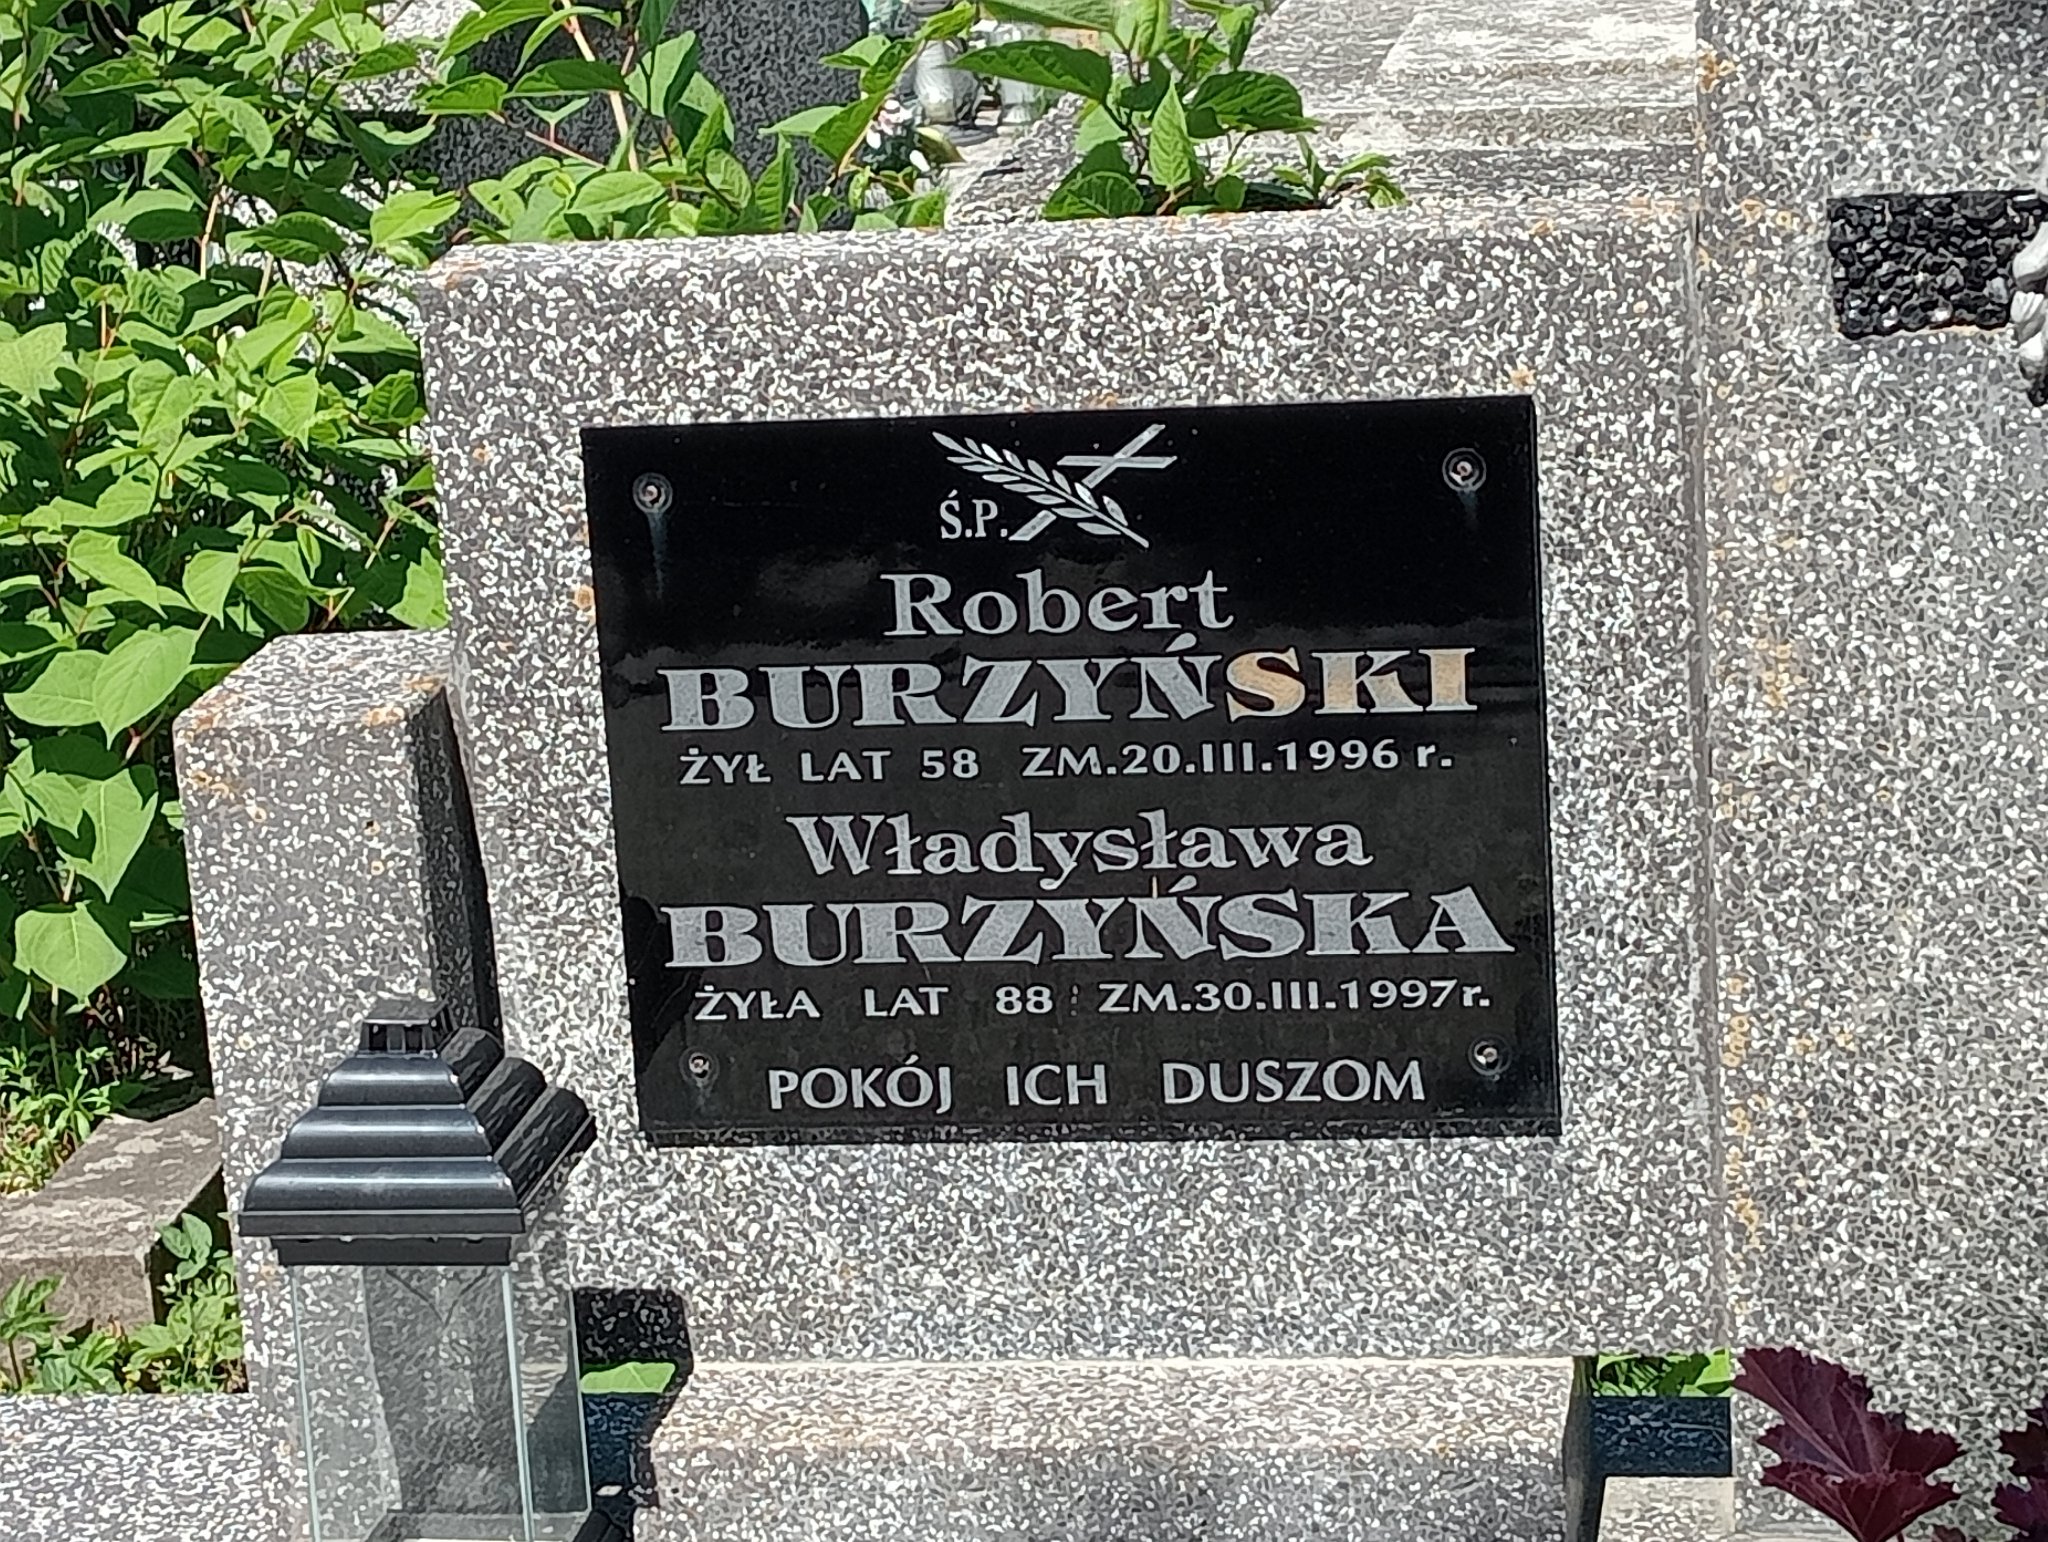 Ś.P.
Robert
BURZYŃSKI
ŻYŁ LAT 58 ZM.20.III.1996 r.
Władysława
BURZYŃSKA
ŻYŁA LAT 88 ZM.30.III.1997r.
POKÓJ ICH DUSZOM